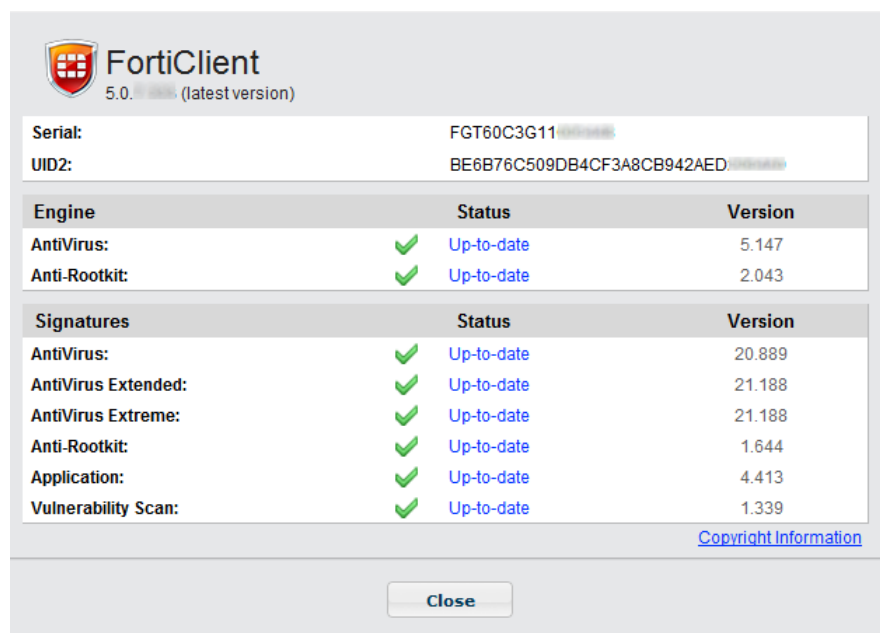 FortiClient
5.0. (latest version)
Serial: FGT60C3G11
UID2: BE6B76C509DB4CF3A8CB942AED
Engine Status Version
AntiVirus: Up-to-date 5.147
Anti-Rootkit: Up-to-date 2.043
Signatures Status Version
AntiVirus: Up-to-date 20.889
AntiVirus Extended: Up-to-date 21.188
AntiVirus Extreme: Up-to-date 21.188
Anti-Rootkit: Up-to-date 1.644
Application: Up-to-date 4.413
Vulnerability Scan: Up-to-date 1.339
Copyright Information
Close